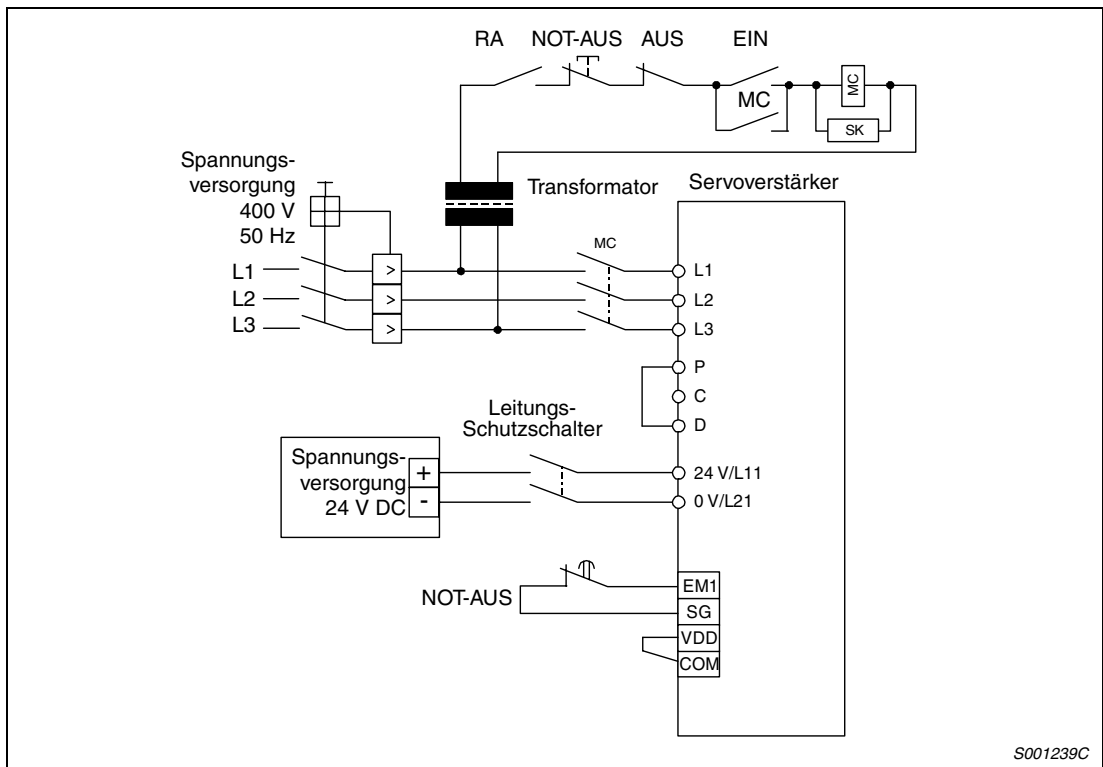 RA NOT-AUS AUS EIN
MC
MC
SK
Spannungs-
versorgung
400 V
50 Hz
Transformator
Servoverstärker
MC
L1 > L1
L2 > L2
L3 > L3
P
C
D
Leitungs-
Schutzschalter
Spannungs-
versorgung
24 V DC
+
-
24 V/L11
0 V/L21
NOT-AUS
EM1
SG
VDD
COM
S001239C